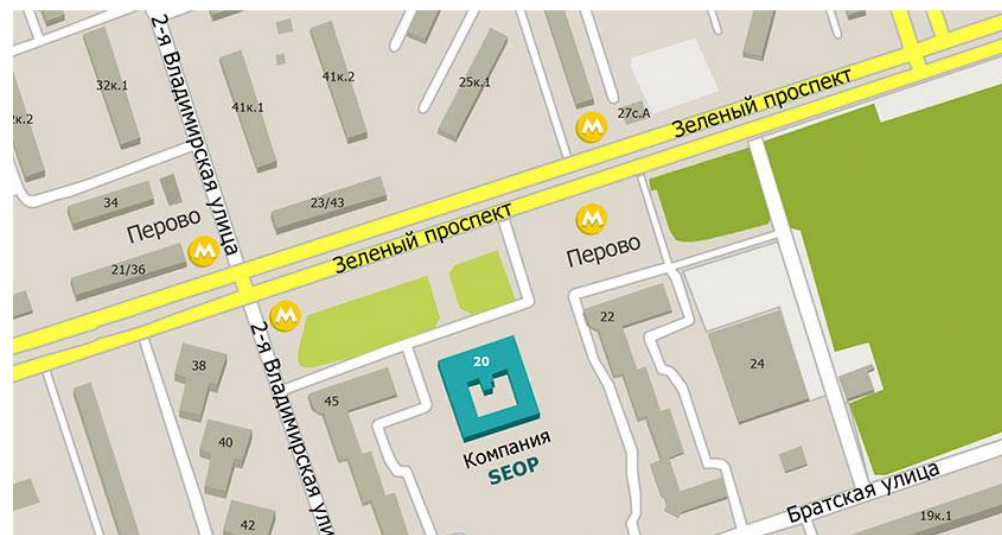 2-я Владимирская улица
32к.1
41к.2
25к.1
к.2
41к.1
27с.А
Зеленый проспект
34
23/43
Перово
Зеленый проспект
Перово
21/36
22
2-я Владимирская ули
38
20
24
45
40
Компания
SEOP
Братская улица
42
19к.1